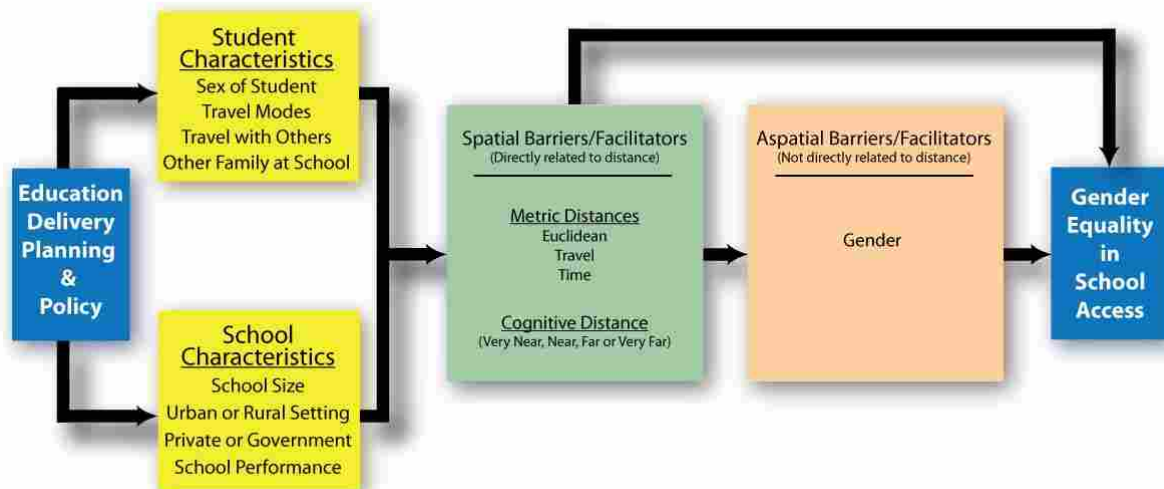 Education
Delivery
Planning
&
Policy
Student
Characteristics
Sex of Student
Travel Modes
Travel with Others
Other Family at School
School
Characteristics
School Size
Urban or Rural Setting
Private or Government
School Performance
Spatial Barriers/Facilitators
(Directly related to distance)
Metric Distances
Euclidean
Travel
Time
Cognitive Distance
(Very Near, Near, Far or Very Far)
Aspatial Barriers/Facilitators
(Not directly related to distance)
Gender
Gender
Equality
in
School
Access